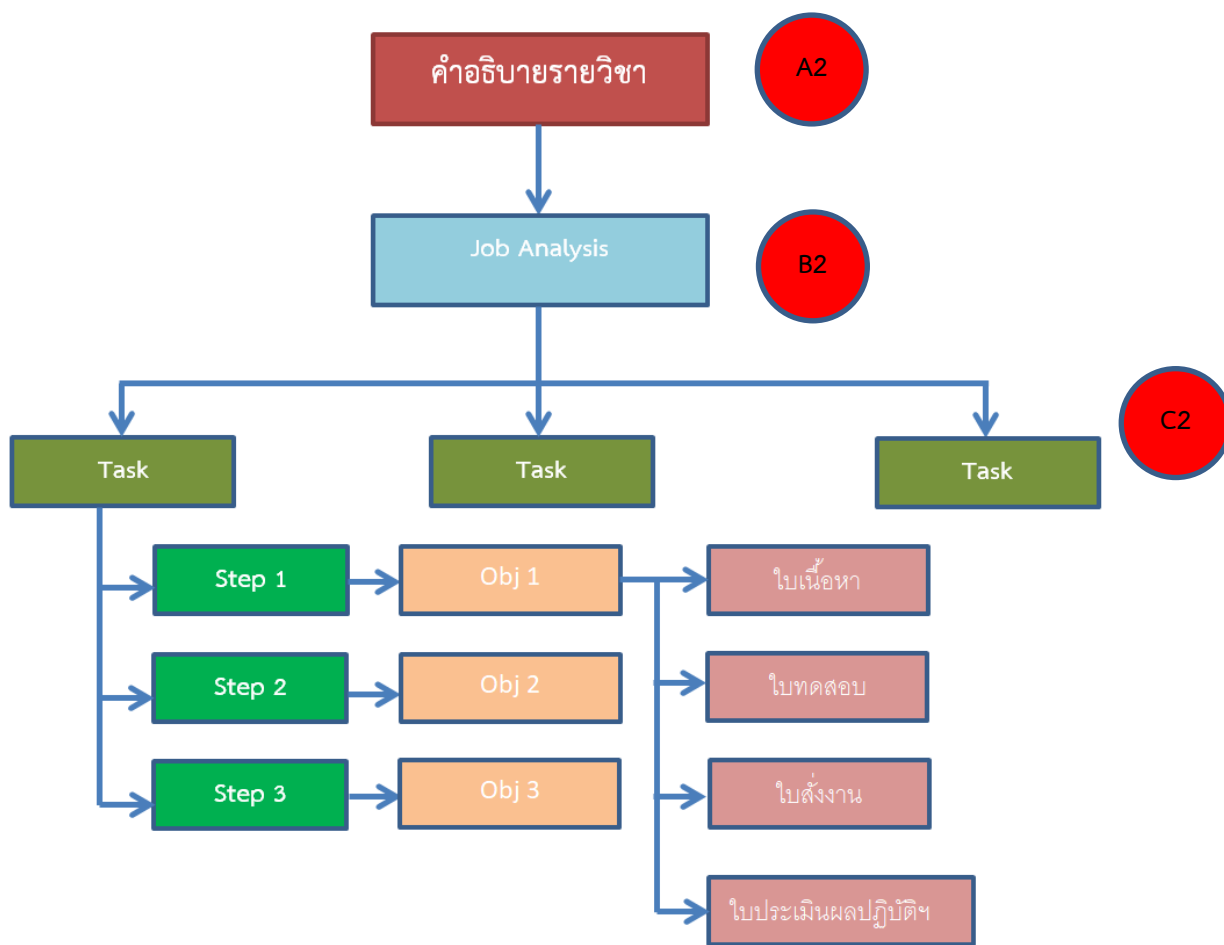 คำอธิบายรายวิชา
A2
Job Analysis
B2
C2
Task
Task
Task
Step 1
Obj 1
ใบเนื้อหา
Step 2
Obj 2
ใบทดสอบ
Step 3
Obj 3
ใบสั่งงาน
ใบประเมินผลปฏิบัติฯ